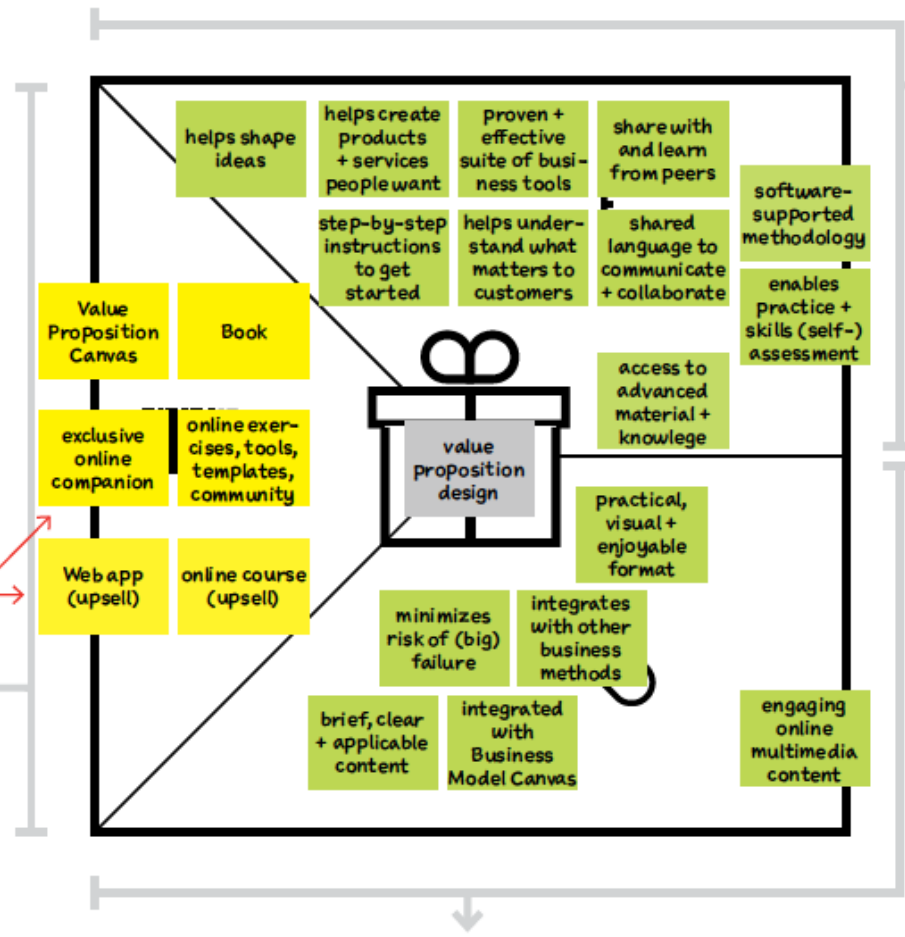 helps shape
ideas
helps create
products
+ services
people want
proven +
effective
suite of busi-
ness tools
share with
and learn
from peers
software-
supported
methodology
step-by-step
instructions
to get
started
helps under-
stand what
matters to
customers
shared
language to
communicate
+ collaborate
enables
practice +
skills (self-)
assessment
Value
Proposition
Canvas
Book
access to
advanced
material +
knowlege
exclusive
online
companion
online exer-
cises, tools,
templates,
community
value
proposition
design
practical,
visual +
enjoyable
format
Web app
(upsell)
online course
(upsell)
minimizes
risk of (big)
failure
integrates
with other
business
methods
brief, clear
+ applicable
content
integrated
with
Business
Model Canvas
engaging
online
multimedia
content